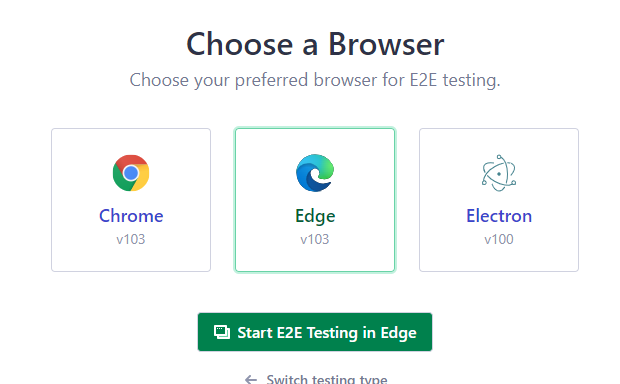 Choose a Browser
Choose your preferred browser for E2E testing.
Chrome
v103
Edge
v103
Electron
v100
Start E2E Testing in Edge
Switch testing type